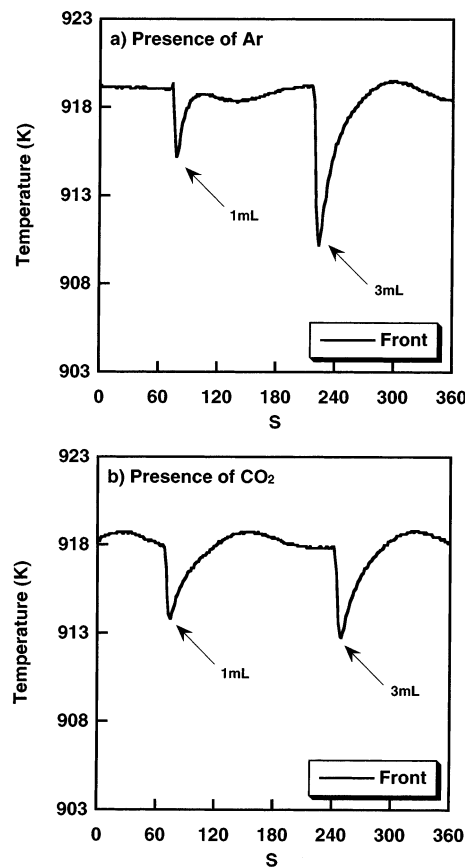 923
a) Presence of Ar
918
913
908
903
Temperature (K)
1mL
3mL
Front
0 60 120 180 240 300 360
S
923
b) Presence of CO₂
918
913
908
903
Temperature (K)
1mL
3mL
Front
0 60 120 180 240 300 360
S